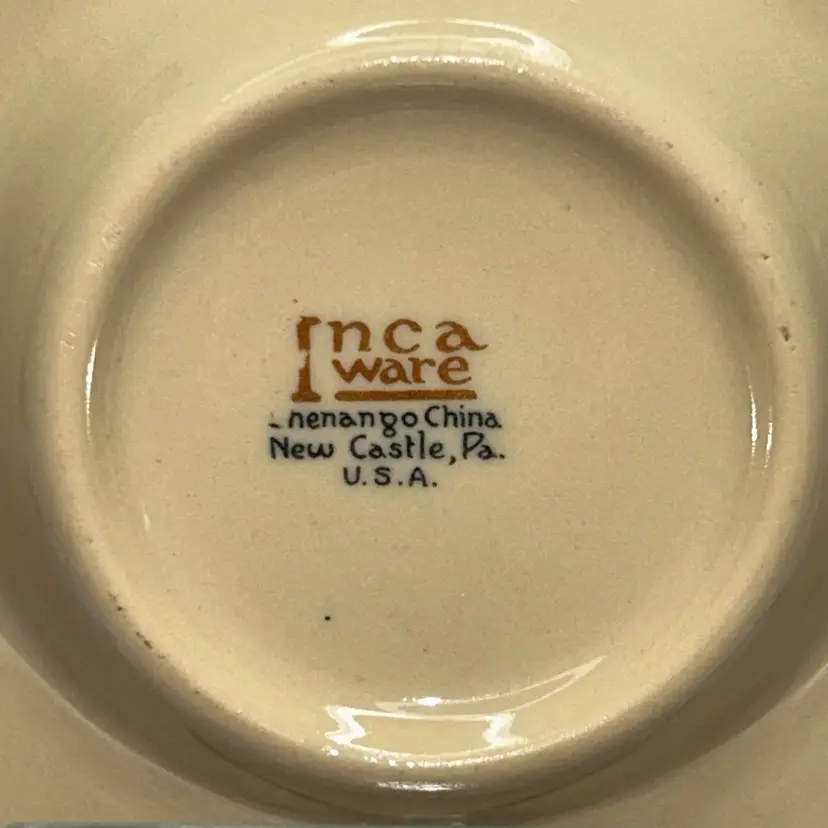 Inca
ware
Shenango China
New Castle, Pa.
U.S.A.